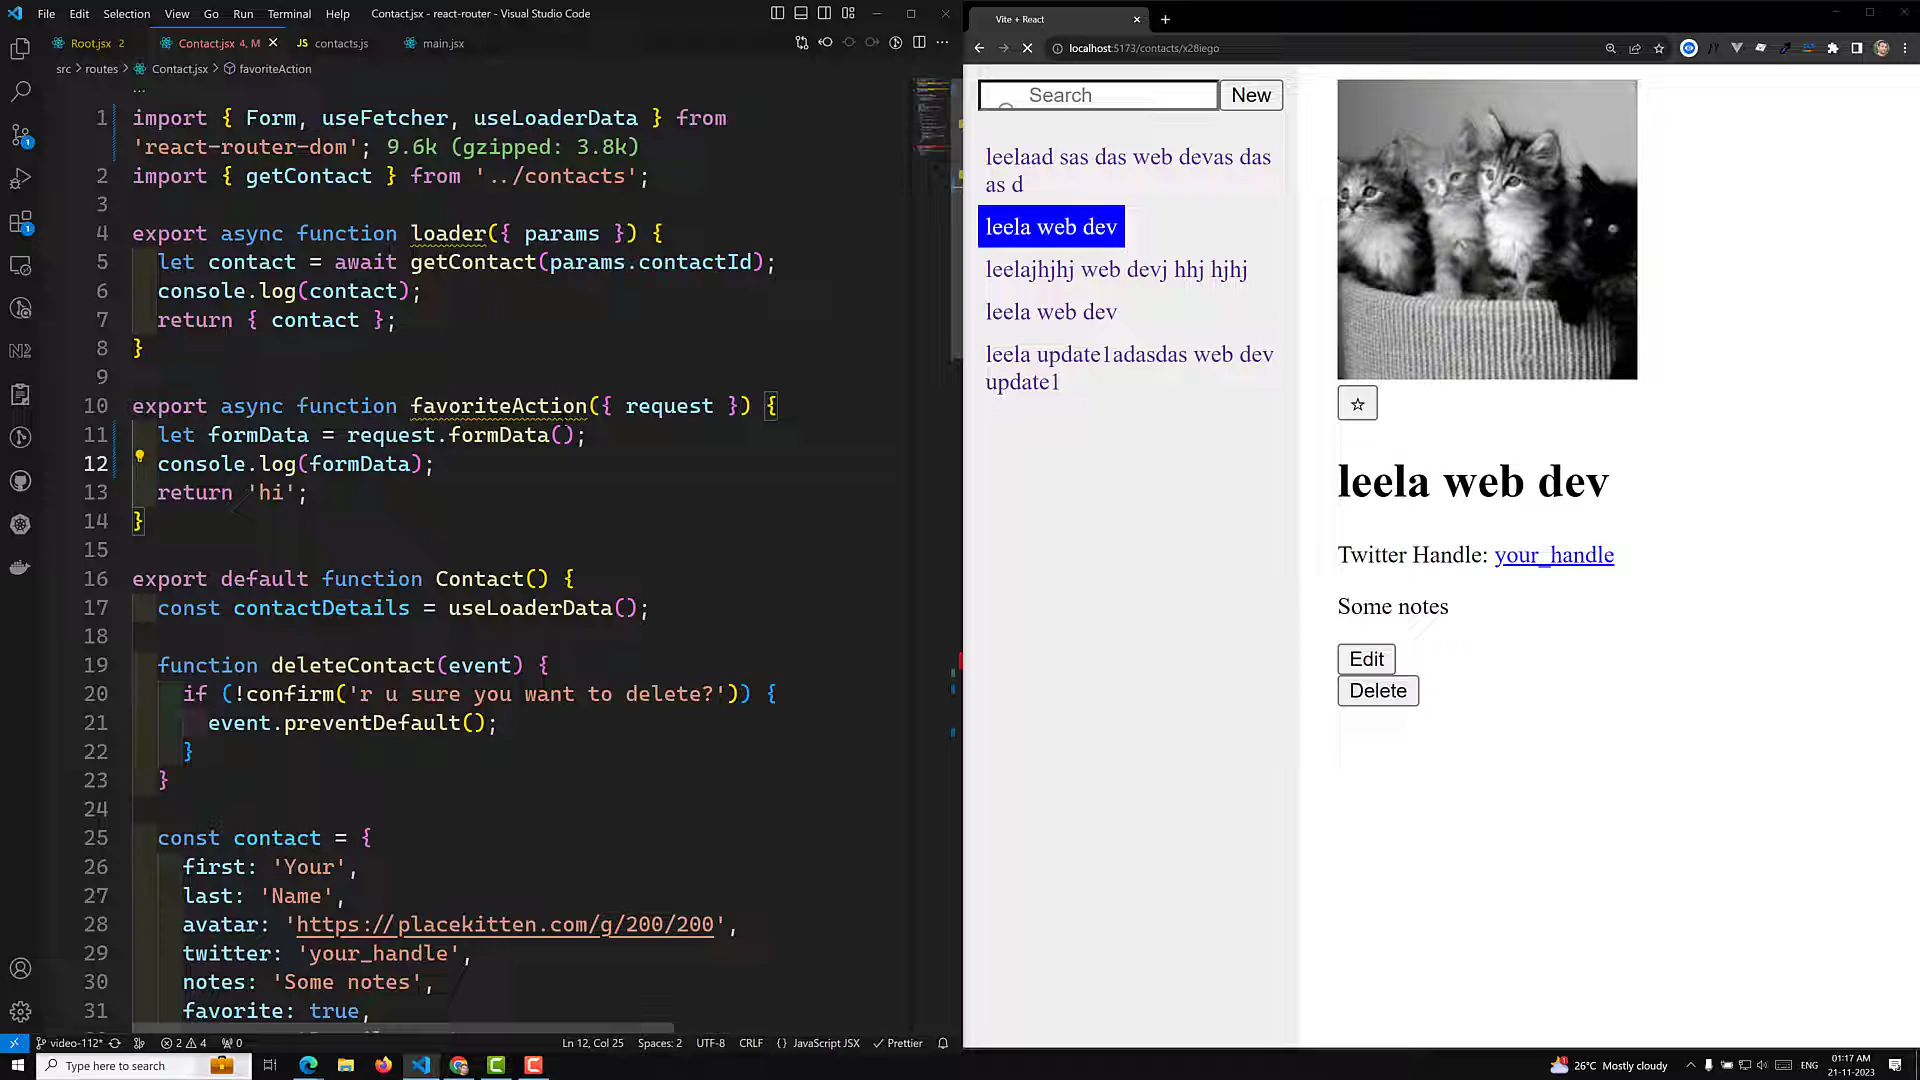 File Edit Selection View Go Run Terminal Help Contact.jsx - react-router - Visual Studio Code
Root.jsx 2 Contact.jsx 4, M JS contacts.js main.jsx
src > routes > Contact.jsx > favoriteAction
...
1 import { Form, useFetcher, useLoaderData } from
'react-router-dom'; 9.6k (gzipped: 3.8k)
2 import { getContact } from '../contacts';
3
4 export async function loader({ params }) {
5 let contact = await getContact(params.contactId);
6 console.log(contact);
7 return { contact };
8 }
9
10 export async function favoriteAction({ request }) {
11 let formData = request.formData();
12 console.log(formData);
13 return 'hi';
14 }
15
16 export default function Contact() {
17 const contactDetails = useLoaderData();
18
19 function deleteContact(event) {
20 if (!confirm('r u sure you want to delete?')) {
21 event.preventDefault();
22 }
23 }
24
25 const contact = {
26 first: 'Your',
27 last: 'Name',
28 avatar: 'https://placekitten.com/g/200/200',
29 twitter: 'your_handle',
30 notes: 'Some notes',
31 favorite: true,
video-112* 2 4 0 Ln 12, Col 25 Spaces: 2 UTF-8 CRLF {} JavaScript JSX Prettier
Vite + React
localhost:5173/contacts/x28iego
Search New
leelaad sas das web devas das
as d
leela web dev
leelajhjhj web devj hhj hjhj
leela web dev
leela update1adasdas web dev
update1
☆
leela web dev
Twitter Handle: your_handle
Some notes
Edit
Delete
Type here to search
26°C Mostly cloudy ENG 01:17 AM
21-11-2023